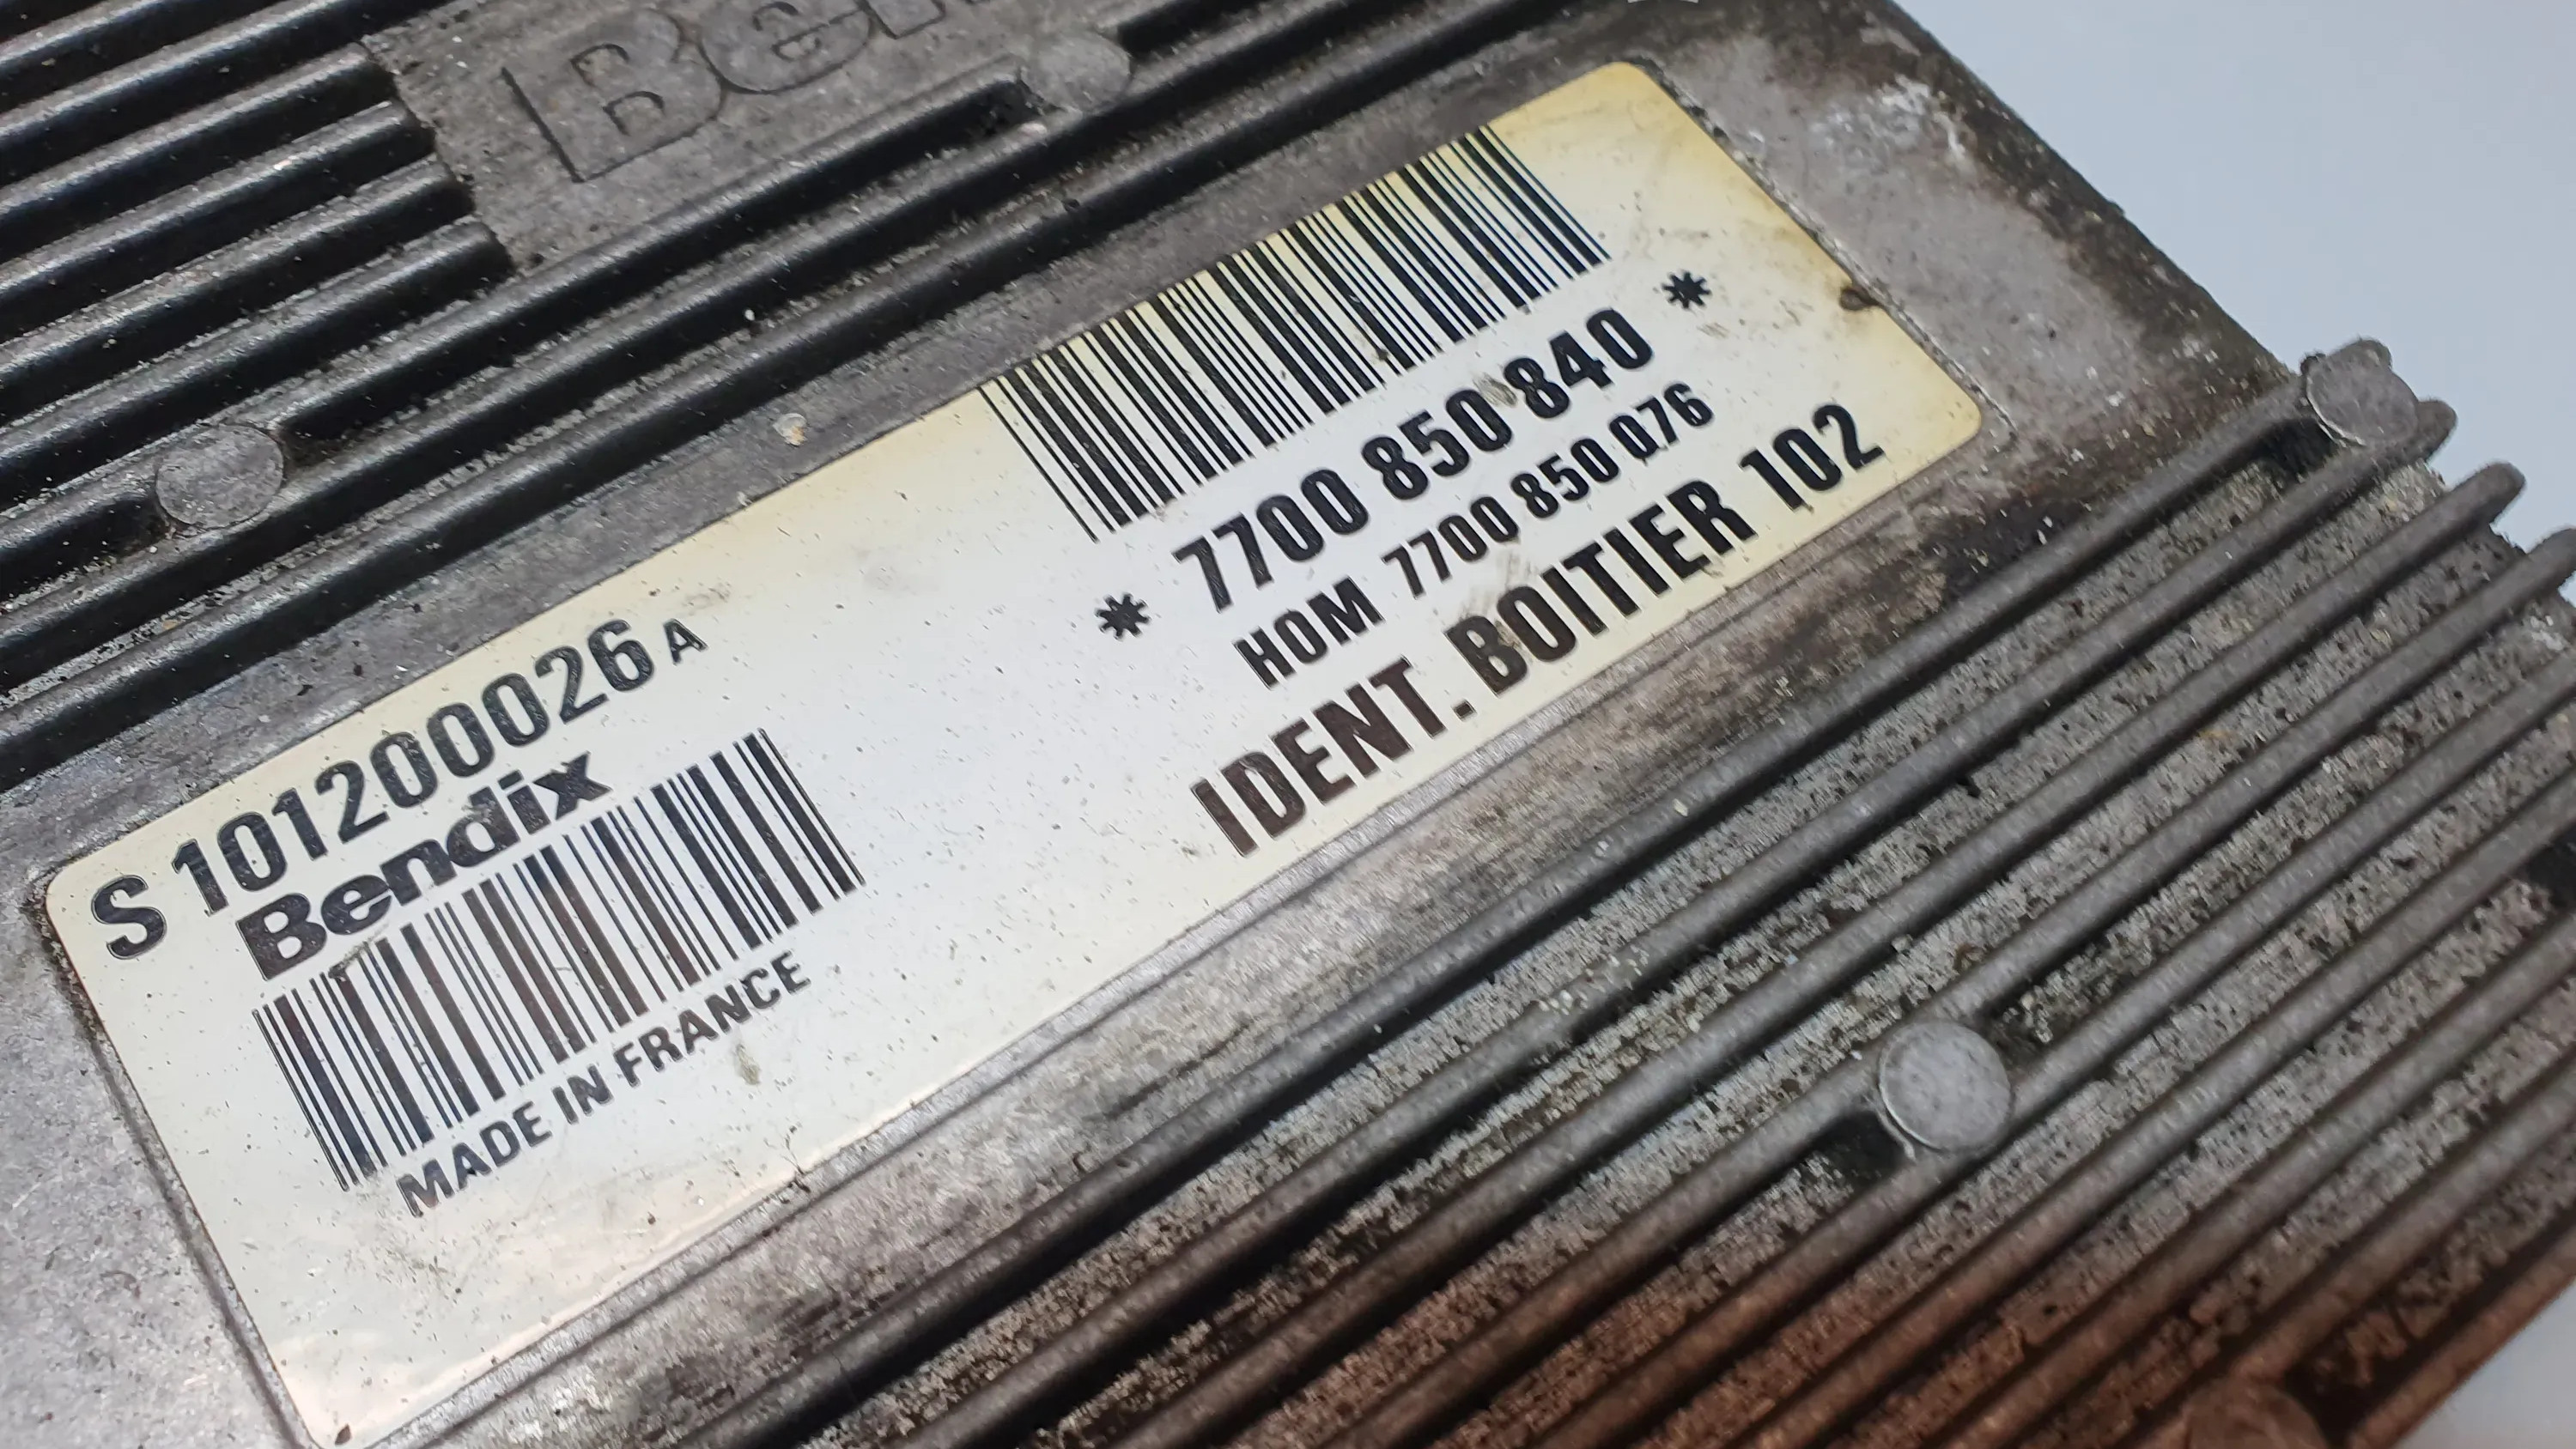 S 101200026 A
Bendix
MADE IN FRANCE
* 7700 850 840 *
HOM 7700 850 076
IDENT. BOITIER 102